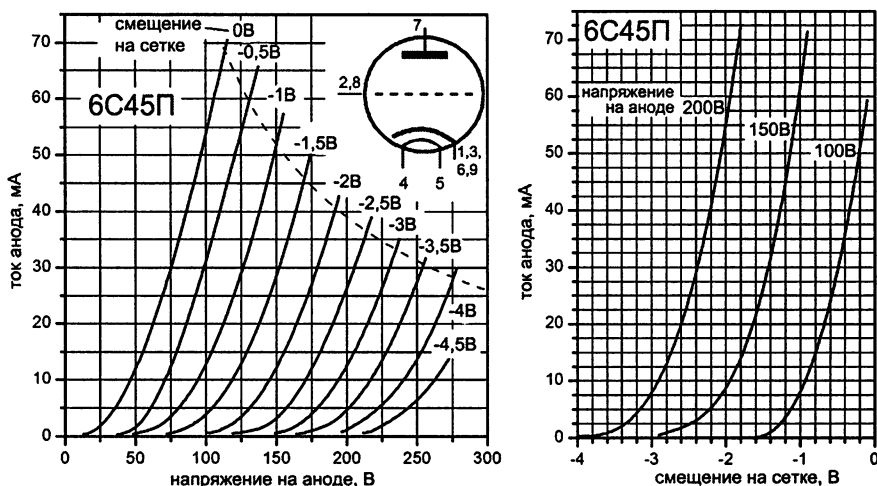 смещение
на сетке
0В
-0,5В
-1В
-1,5В
-2В
-2,5В
-3В
-3,5В
-4В
-4,5В
6С45П
7
2,8
1,3,
6,9
4
5
ток анода, мА
70
60
50
40
30
20
10
0
0
50
100
150
200
250
300
напряжение на аноде, В
6С45П
напряжение
на аноде
200В
150В
100В
ток анода, мА
70
60
50
40
30
20
10
0
-4
-3
-2
-1
0
смещение на сетке, В